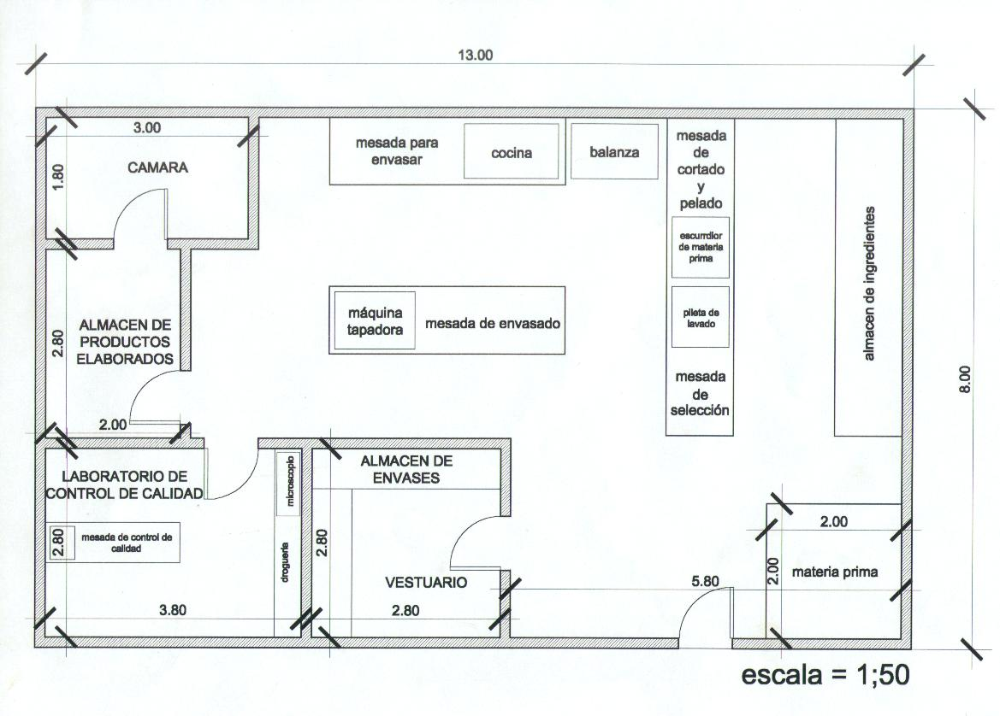 13.00
3.00
CAMARA
1.80
mesada para
envasar
cocina
balanza
mesada
de
cortado
y
pelado
escurrdior
de materia
prima
pileta de
lavado
mesada
de
selección
almacen de ingredientes
8.00
ALMACEN DE
PRODUCTOS
ELABORADOS
2.80
2.00
máquina
tapadora
mesada de envasado
LABORATORIO DE
CONTROL DE CALIDAD
microscopio
2.80
mesada de control de
calidad
drogueria
3.80
ALMACEN DE
ENVASES
2.80
VESTUARIO
2.80
5.80
2.00
2.00
materia prima
escala = 1;50